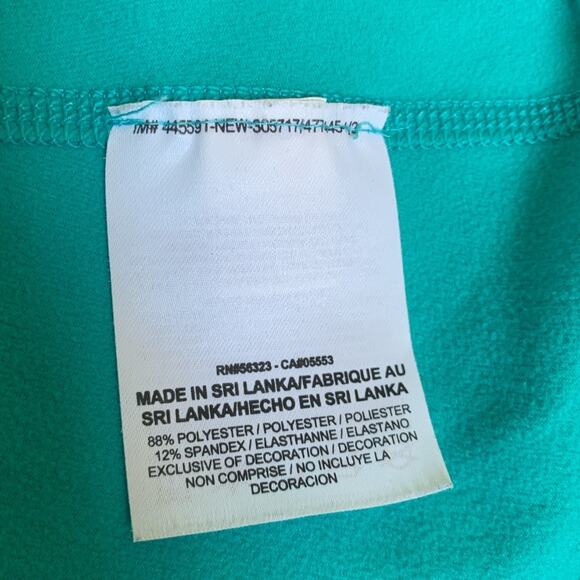 RN#56323 - CA#05553
MADE IN SRI LANKA/FABRIQUE AU
SRI LANKA/HECHO EN SRI LANKA
88% POLYESTER / POLYESTER / POLIESTER
12% SPANDEX / ELASTHANNE / ELASTANO
EXCLUSIVE OF DECORATION / DECORATION
NON COMPRISE / NO INCLUYE LA
DECORACION